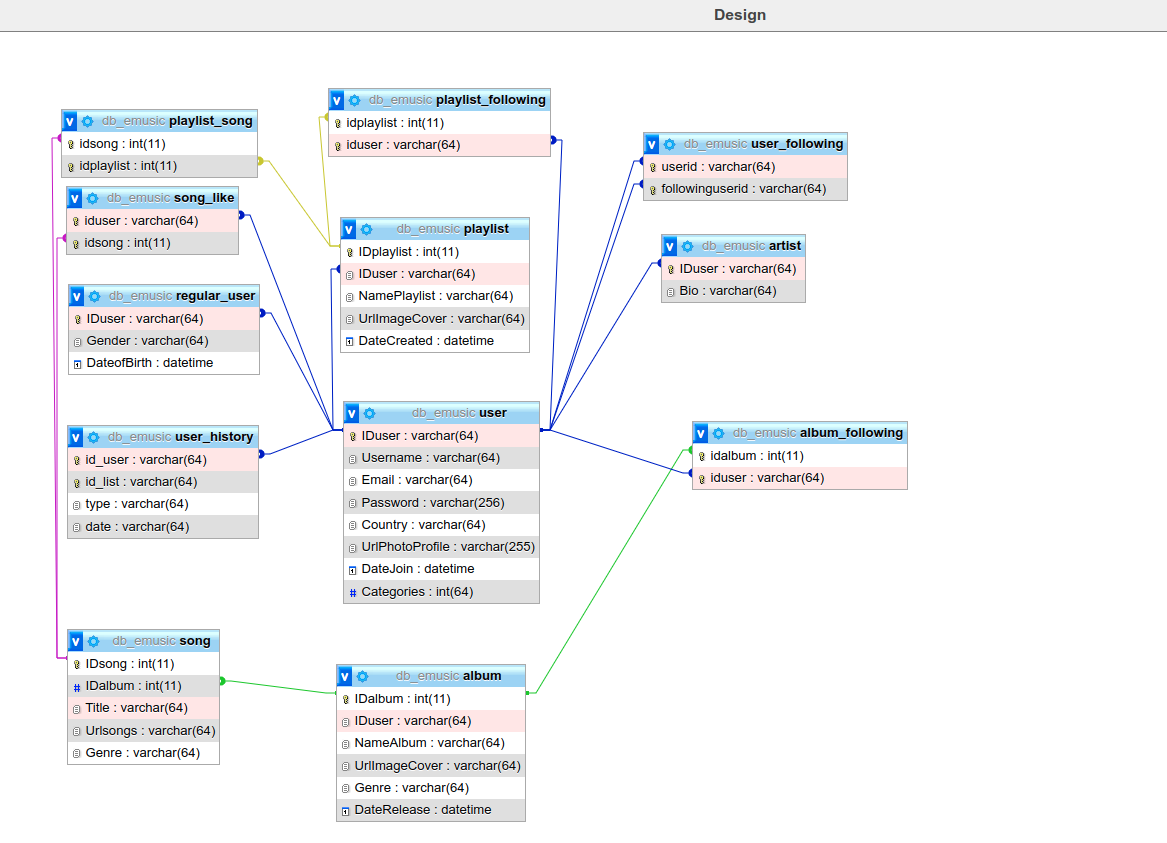 Design
db_emusic playlist_song
idsong : int(11)
idplaylist : int(11)
db_emusic playlist_following
idplaylist : int(11)
iduser : varchar(64)
db_emusic user_following
userid : varchar(64)
followinguserid : varchar(64)
db_emusic song_like
iduser : varchar(64)
idsong : int(11)
db_emusic playlist
IDplaylist : int(11)
IDuser : varchar(64)
NamePlaylist : varchar(64)
UrlImageCover : varchar(64)
DateCreated : datetime
db_emusic artist
IDuser : varchar(64)
Bio : varchar(64)
db_emusic regular_user
IDuser : varchar(64)
Gender : varchar(64)
DateofBirth : datetime
db_emusic user_history
id_user : varchar(64)
id_list : varchar(64)
type : varchar(64)
date : varchar(64)
db_emusic user
IDuser : varchar(64)
Username : varchar(64)
Email : varchar(64)
Password : varchar(256)
Country : varchar(64)
UrlPhotoProfile : varchar(255)
DateJoin : datetime
# Categories : int(64)
db_emusic album_following
idalbum : int(11)
iduser : varchar(64)
db_emusic song
IDsong : int(11)
# IDalbum : int(11)
Title : varchar(64)
Urlsongs : varchar(64)
Genre : varchar(64)
db_emusic album
IDalbum : int(11)
IDuser : varchar(64)
NameAlbum : varchar(64)
UrlImageCover : varchar(64)
Genre : varchar(64)
DateRelease : datetime